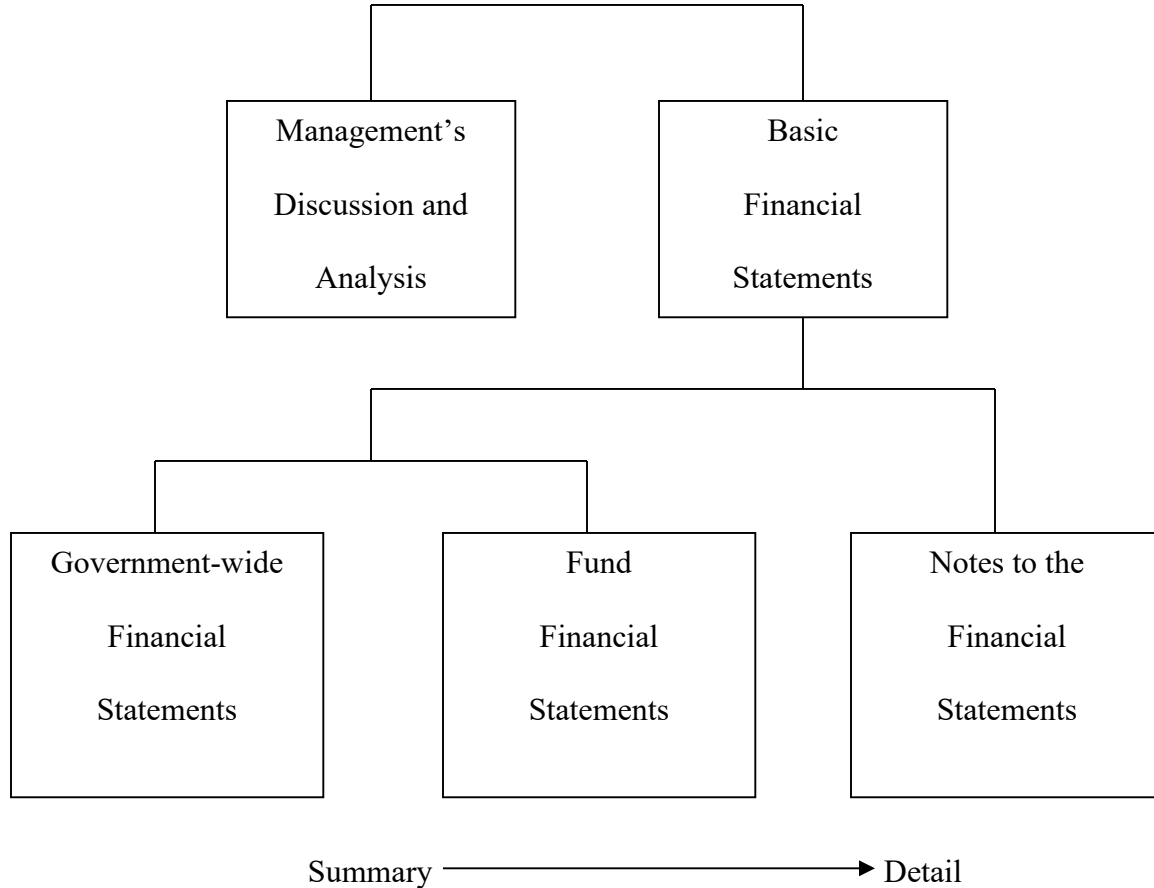 Management’s
Discussion and
Analysis
Basic
Financial
Statements
Government-wide
Financial
Statements
Fund
Financial
Statements
Notes to the
Financial
Statements
Summary
Detail